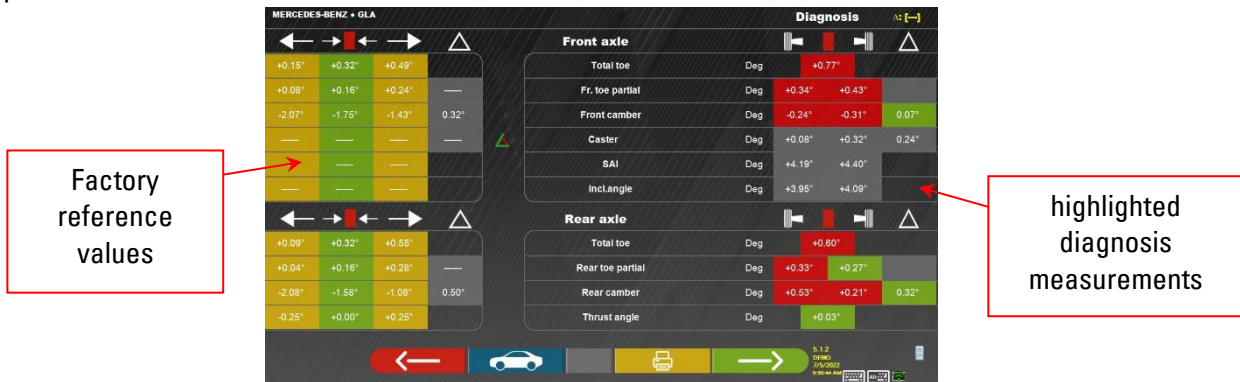 MERCEDES-BENZ • GLA Diagnosis Δ: [---]
Front axle
+0.15° +0.32° +0.49° Total toe Deg +0.77°
+0.08° +0.16° +0.24° ----- Fr. toe partial Deg +0.34° +0.43°
-2.07° -1.75° -1.43° 0.32° Front camber Deg -0.24° -0.31° 0.07°
----- ----- ----- ----- Caster Deg +0.08° +0.32° 0.24°
----- ----- ----- SAI Deg +4.19° +4.40°
----- ----- ----- Incl.angle Deg +3.95° +4.09°
Rear axle
+0.09° +0.32° +0.55° Total toe Deg +0.60°
+0.04° +0.16° +0.28° ----- Rear toe partial Deg +0.33° +0.27°
-2.08° -1.58° -1.08° 0.50° Rear camber Deg +0.53° +0.21° 0.32°
-0.25° +0.00° +0.25° Thrust angle Deg +0.03°
5.1.2
DEMO
7/5/2022
Factory
reference
values
highlighted
diagnosis
measurements